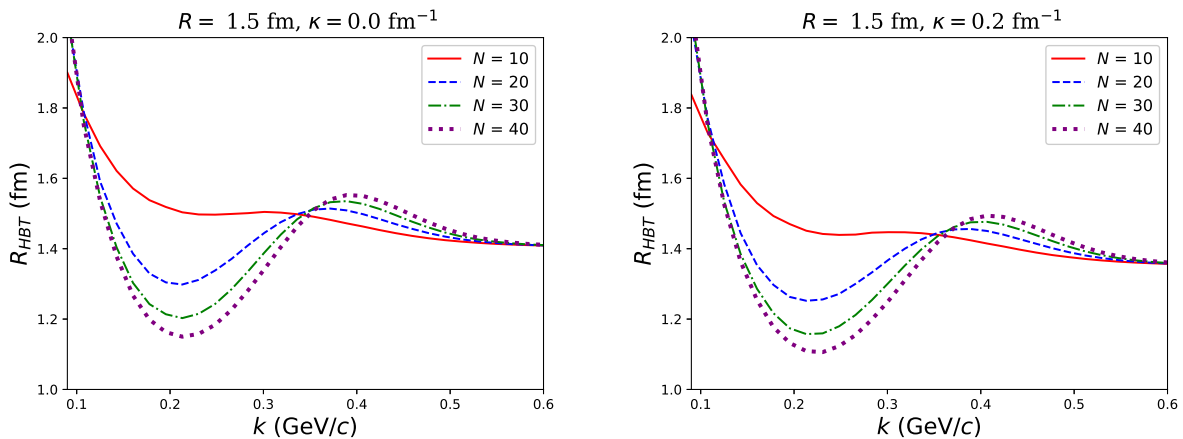 R = 1.5 fm, κ = 0.0 fm⁻¹
2.0
1.8
1.6
1.4
1.2
1.0
R_HBT (fm)
N = 10
N = 20
N = 30
N = 40
0.1 0.2 0.3 0.4 0.5 0.6
k (GeV/c)
R = 1.5 fm, κ = 0.2 fm⁻¹
2.0
1.8
1.6
1.4
1.2
1.0
R_HBT (fm)
N = 10
N = 20
N = 30
N = 40
0.1 0.2 0.3 0.4 0.5 0.6
k (GeV/c)